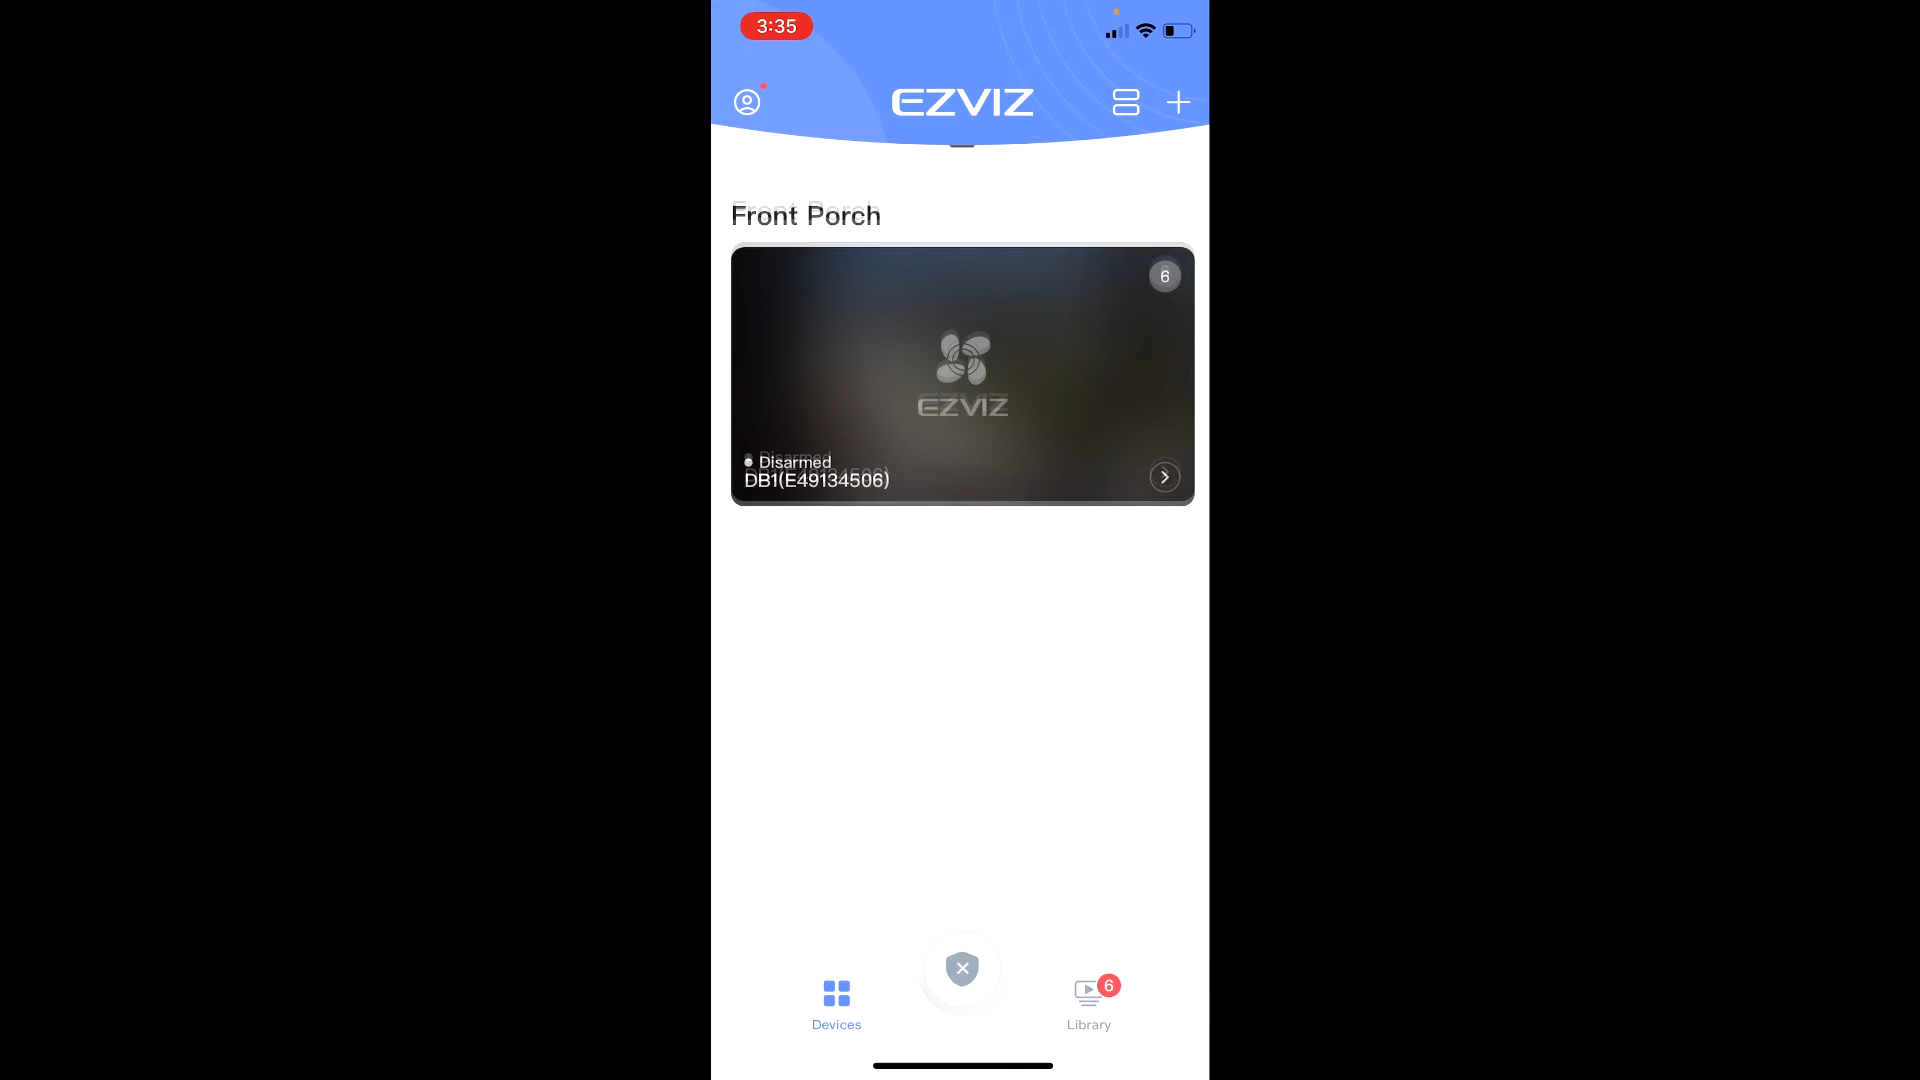 3:35
EZVIZ
Front Porch
6
EZVIZ
Disarmed
DB1(E49134506)
6
Devices
Library